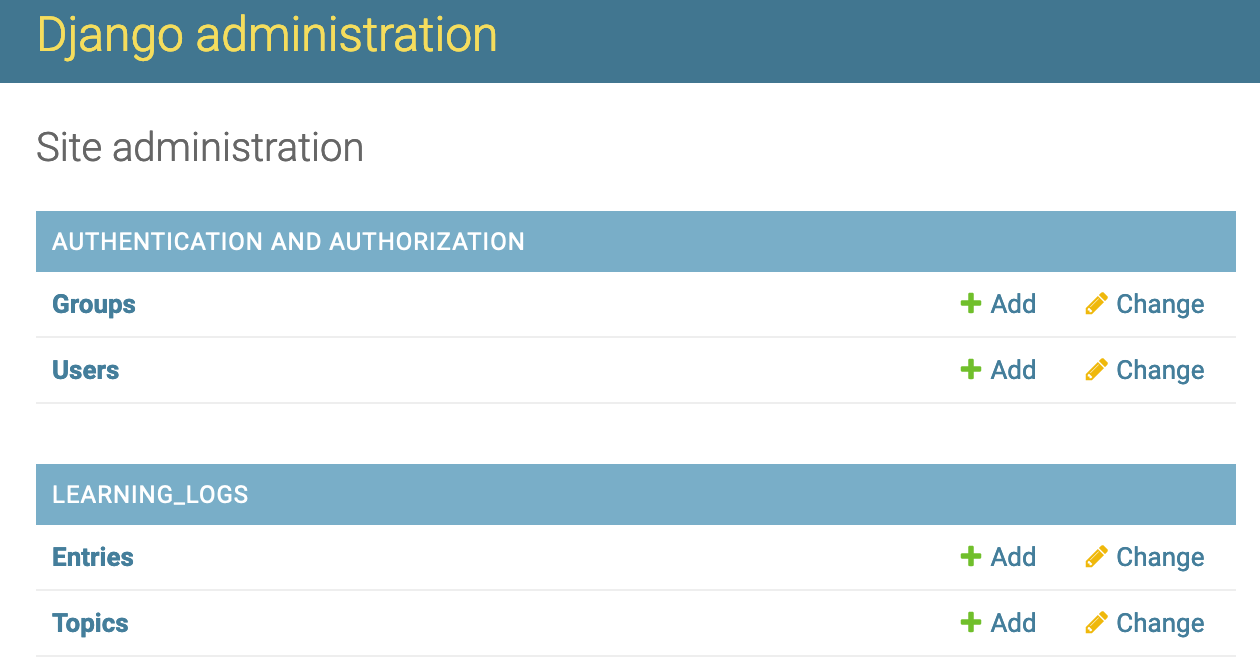 Django administration
Site administration
AUTHENTICATION AND AUTHORIZATION
Groups Add Change
Users Add Change
LEARNING_LOGS
Entries Add Change
Topics Add Change